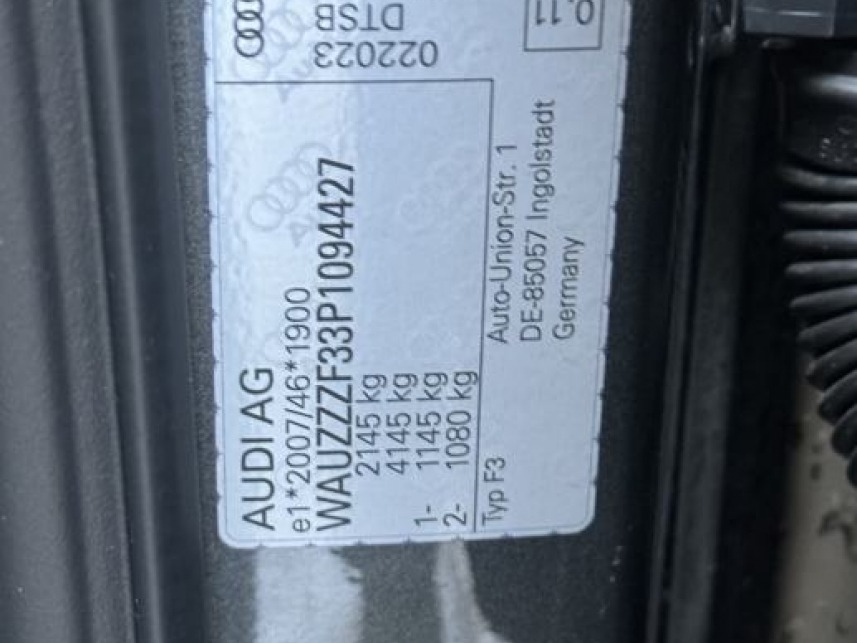 AUDI AG
e1*2007/46*1900
WAUZZZF33P1094427
2145 kg
4145 kg
1- 1145 kg
2- 1080 kg
Typ F3
Auto-Union-Str. 1
DE-85057 Ingolstadt
Germany
022023
DTSB
0,11